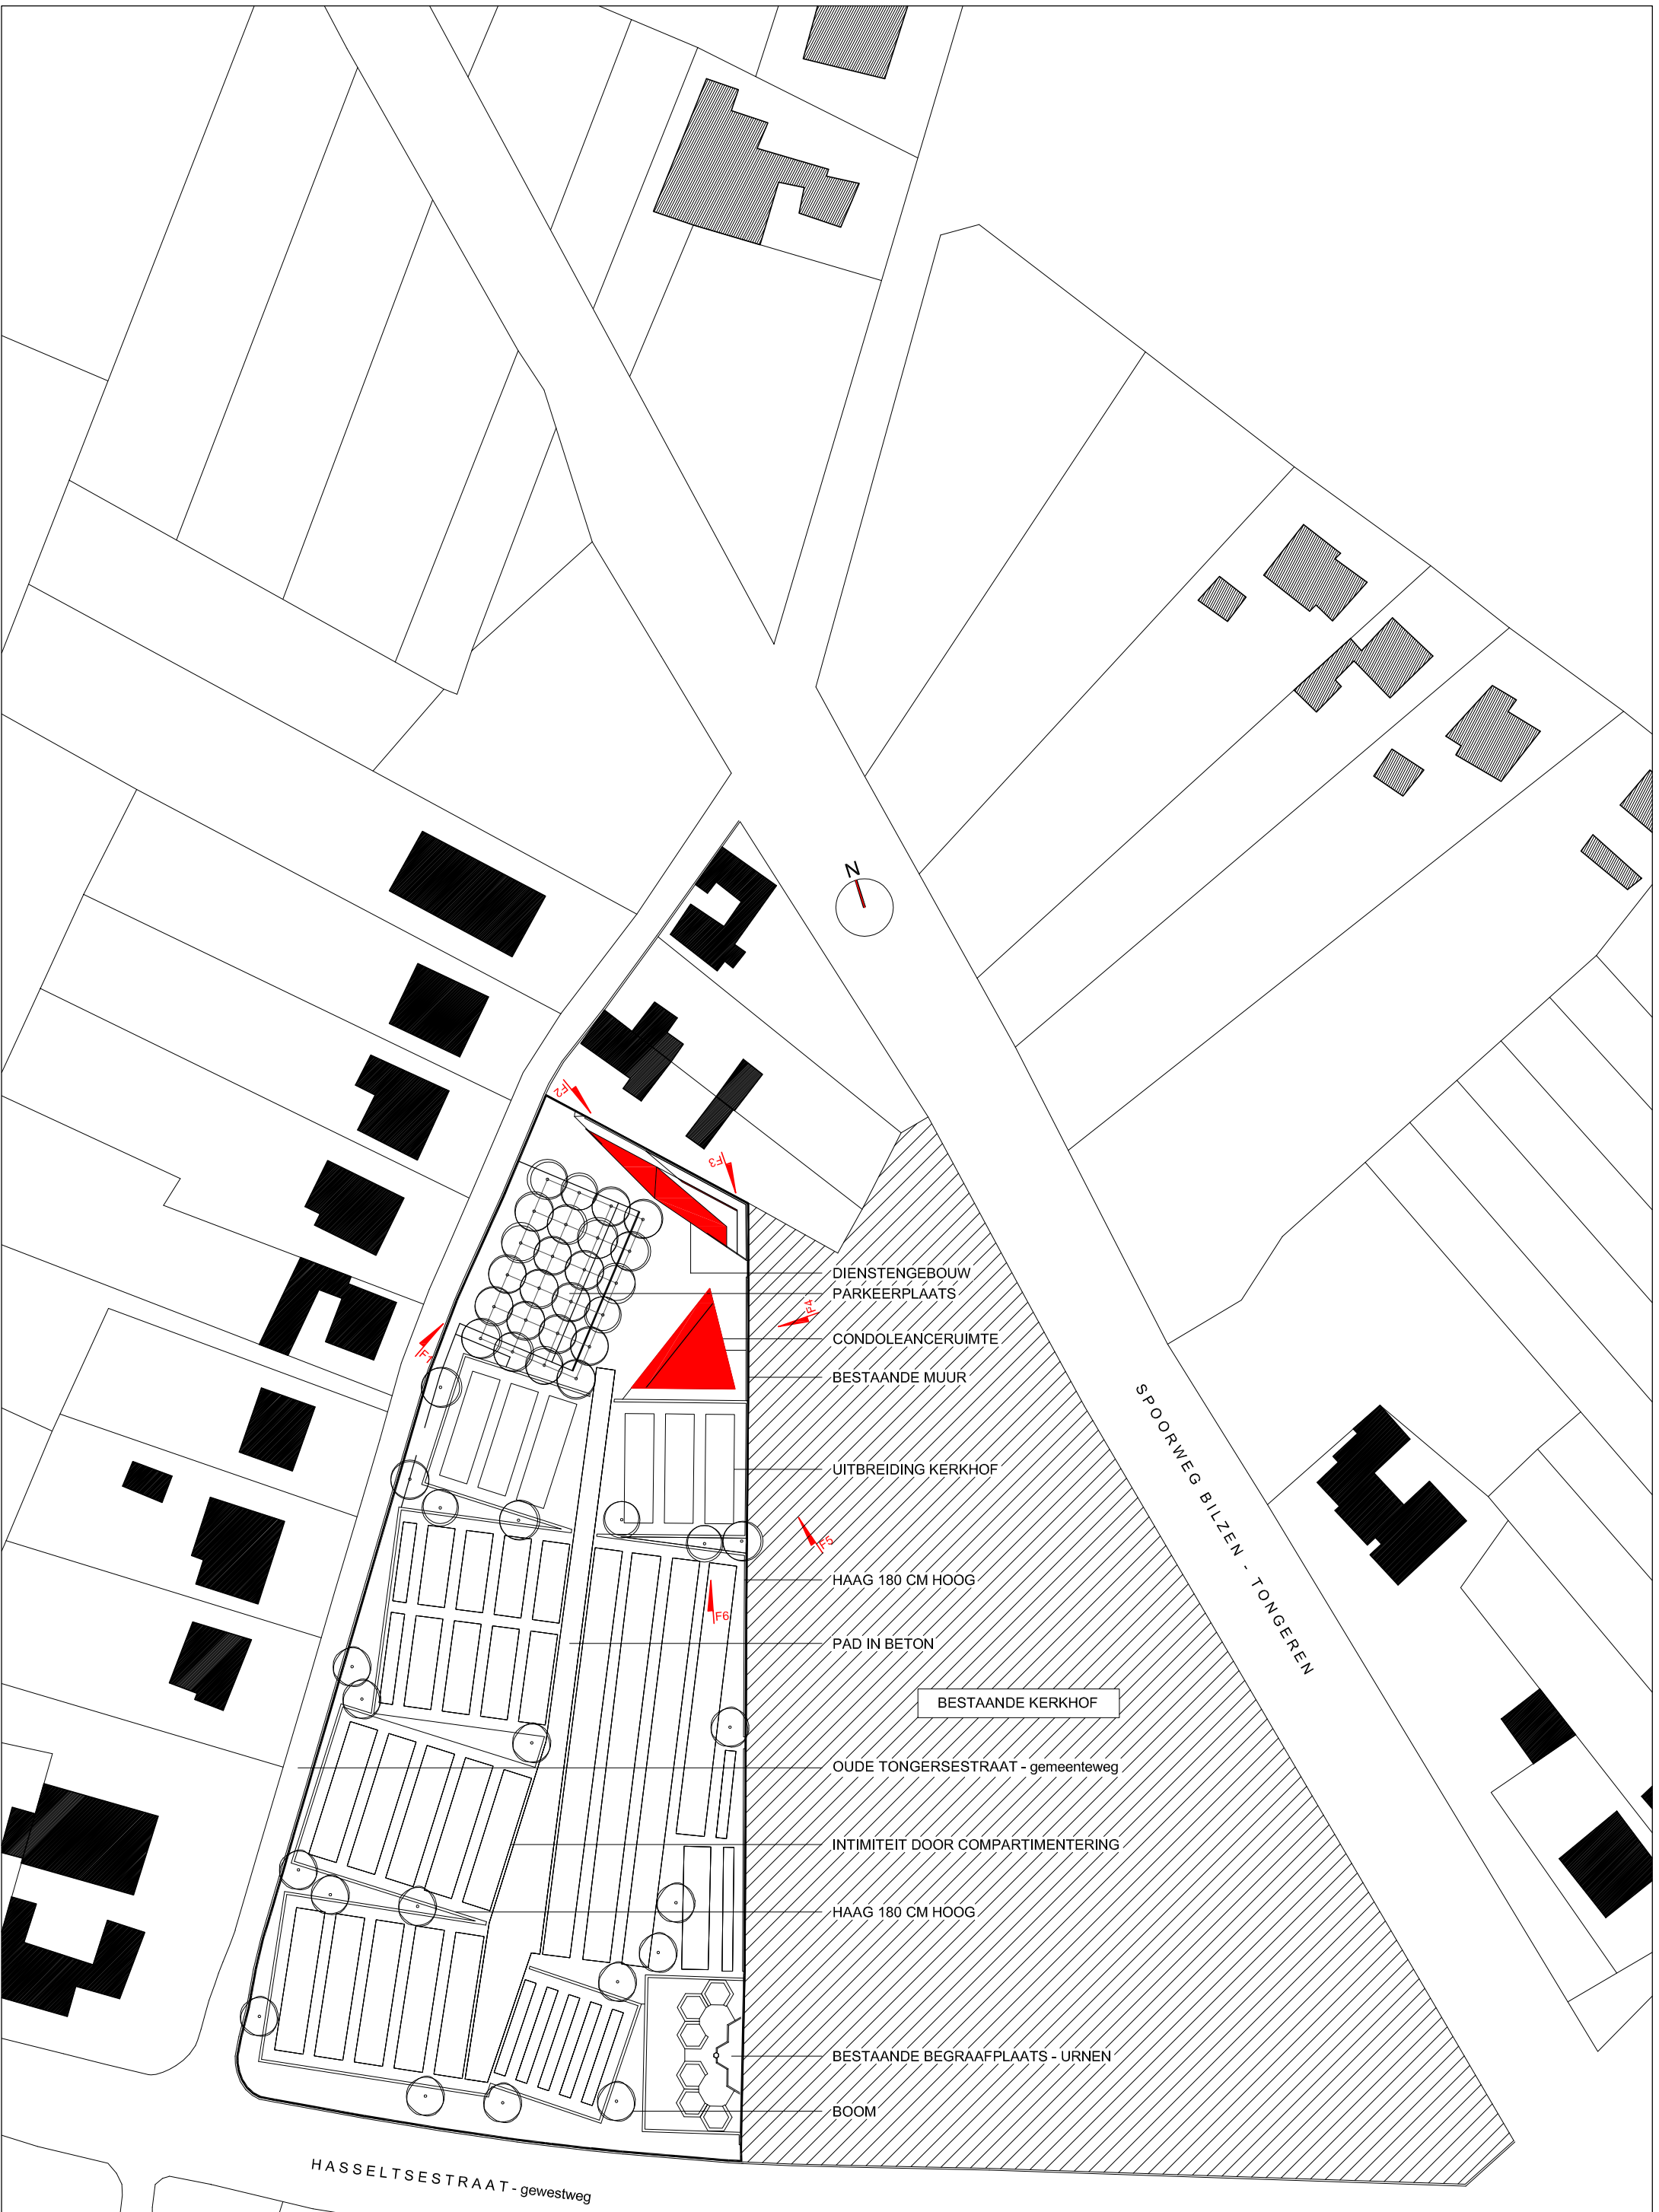 N
F2
F3
DIENSTENGEBOUW
PARKEERPLAATS
F4
F1
CONDOLEANCERUIMTE
BESTAANDE MUUR
UITBREIDING KERKHOF
SPOORWEG BILZEN - TONGEREN
F5
HAAG 180 CM HOOG
F6
PAD IN BETON
BESTAANDE KERKHOF
OUDE TONGERSESTRAAT - gemeenteweg
INTIMITEIT DOOR COMPARTIMENTERING
HAAG 180 CM HOOG
BESTAANDE BEGRAAFPLAATS - URNEN
BOOM
HASSELTSESTRAAT - gewestweg